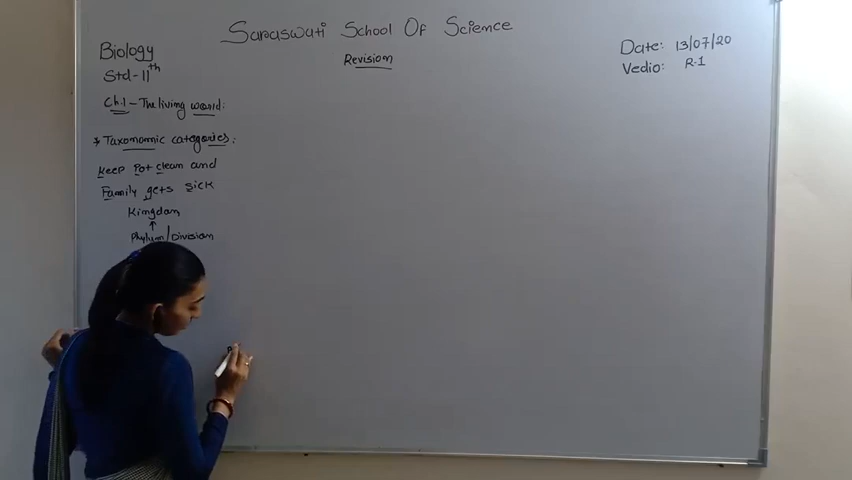 Saraswati School Of Science
Biology
Std-11th
Revision
Date: 13/07/20
Vedio: R-1
Ch.1 - The living world:
* Taxonomic categories:
Keep Pot clean and
Family gets sick
Kingdom
↑
Phylum/Division